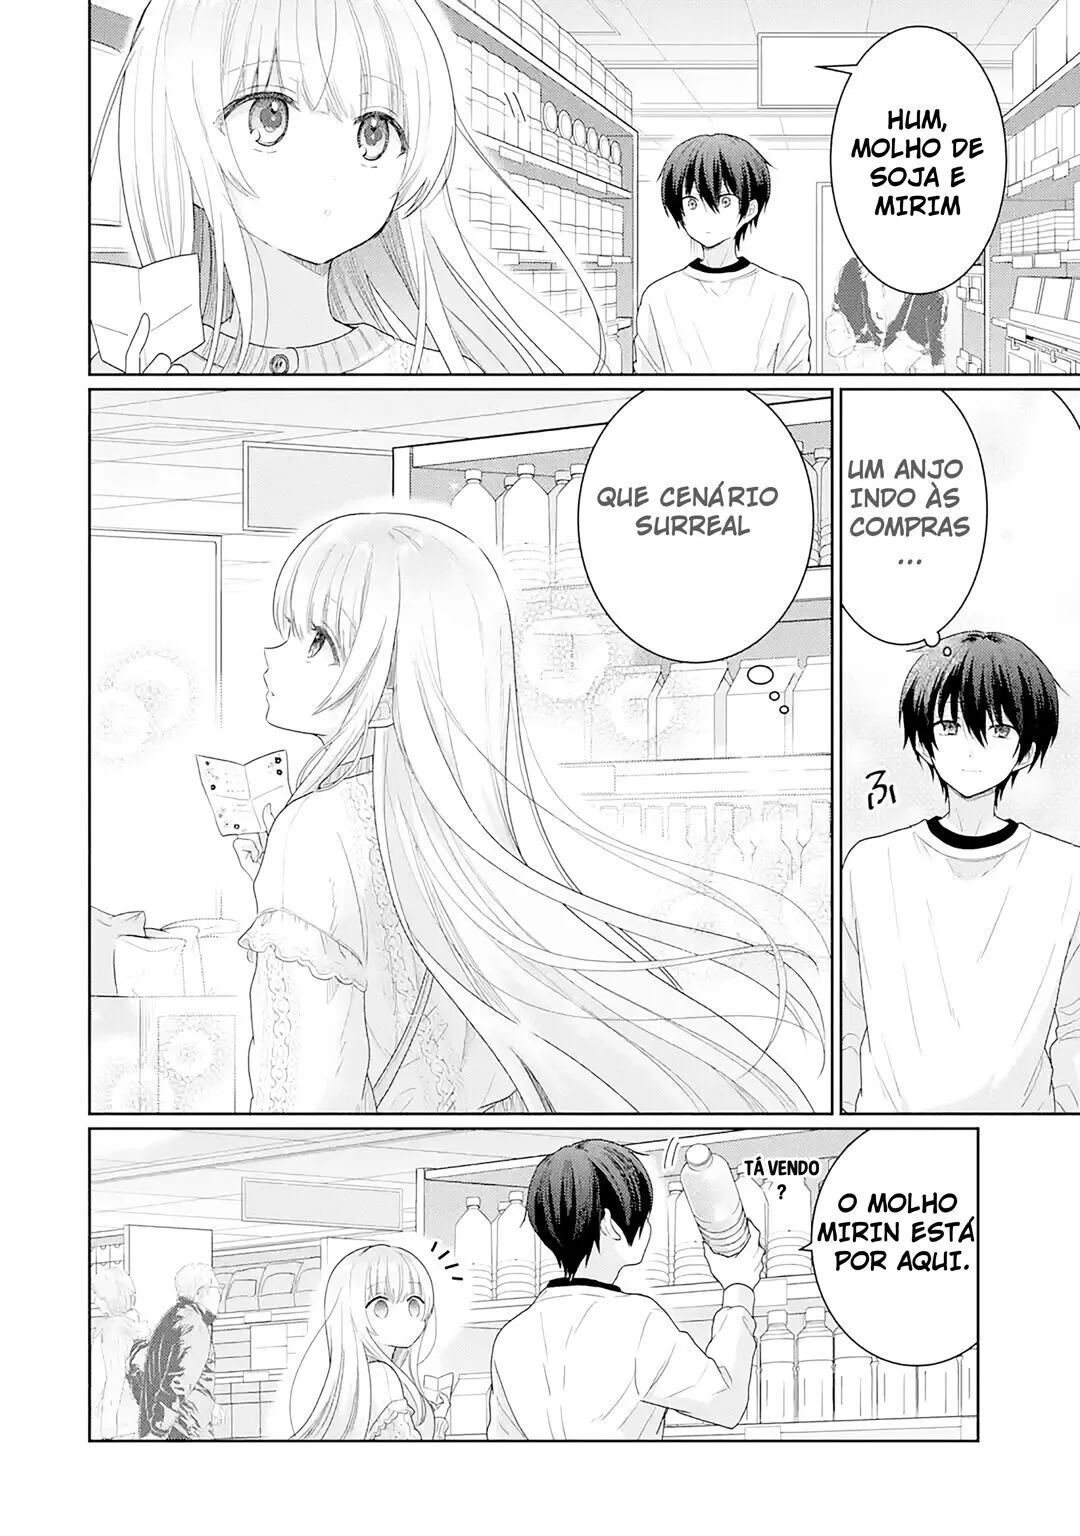 HUM,
MOLHO DE
SOJA E
MIRIM
UM ANJO
INDO ÀS
COMPRAS
...
ふ
QUE CENÁRIO
SURREAL
TÁ VENDO
?
O MOLHO
MIRIN ESTÁ
POR AQUI.